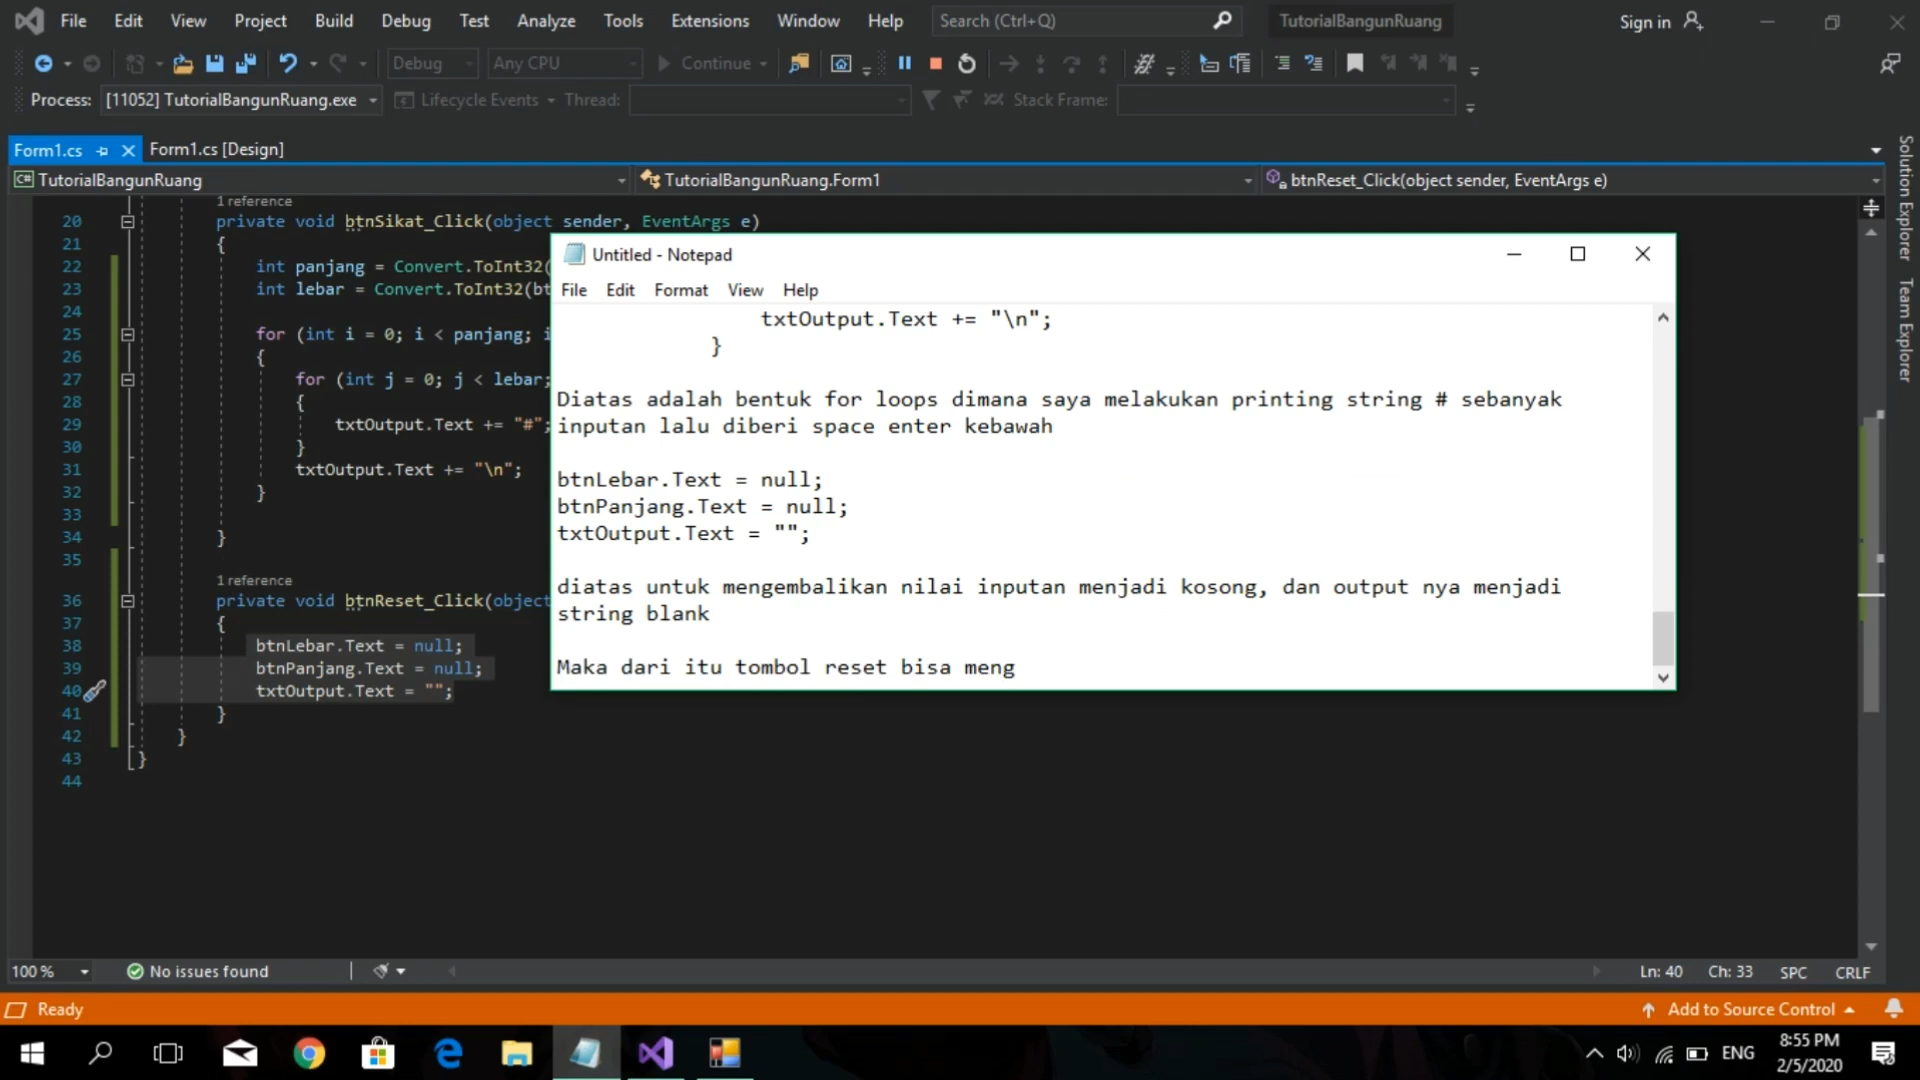 File Edit View Project Build Debug Test Analyze Tools Extensions Window Help Search (Ctrl+Q) TutorialBangunRuang Sign in
Debug Any CPU Continue
Process: [11052] TutorialBangunRuang.exe Lifecycle Events Thread: Stack Frame:
Form1.cs Form1.cs [Design]
C# TutorialBangunRuang TutorialBangunRuang.Form1 btnReset_Click(object sender, EventArgs e)
Solution Explorer
Team Explorer
1 reference
20 private void btnSikat_Click(object sender, EventArgs e)
21 {
22 int panjang = Convert.ToInt32(
23 int lebar = Convert.ToInt32(bt
24
25 for (int i = 0; i < panjang; i
26 {
27 for (int j = 0; j < lebar;
28 {
29 txtOutput.Text += "#";
30 }
31 txtOutput.Text += "\n";
32 }
33
34 }
35
1 reference
36 private void btnReset_Click(object
37 {
38 btnLebar.Text = null;
39 btnPanjang.Text = null;
40 txtOutput.Text = "";
41 }
42 }
43 }
44
Untitled - Notepad
File Edit Format View Help
txtOutput.Text += "\n";
}
Diatas adalah bentuk for loops dimana saya melakukan printing string # sebanyak
inputan lalu diberi space enter kebawah
btnLebar.Text = null;
btnPanjang.Text = null;
txtOutput.Text = "";
diatas untuk mengembalikan nilai inputan menjadi kosong, dan output nya menjadi
string blank
Maka dari itu tombol reset bisa meng
100 % No issues found Ln: 40 Ch: 33 SPC CRLF
Ready Add to Source Control
ENG 8:55 PM
2/5/2020